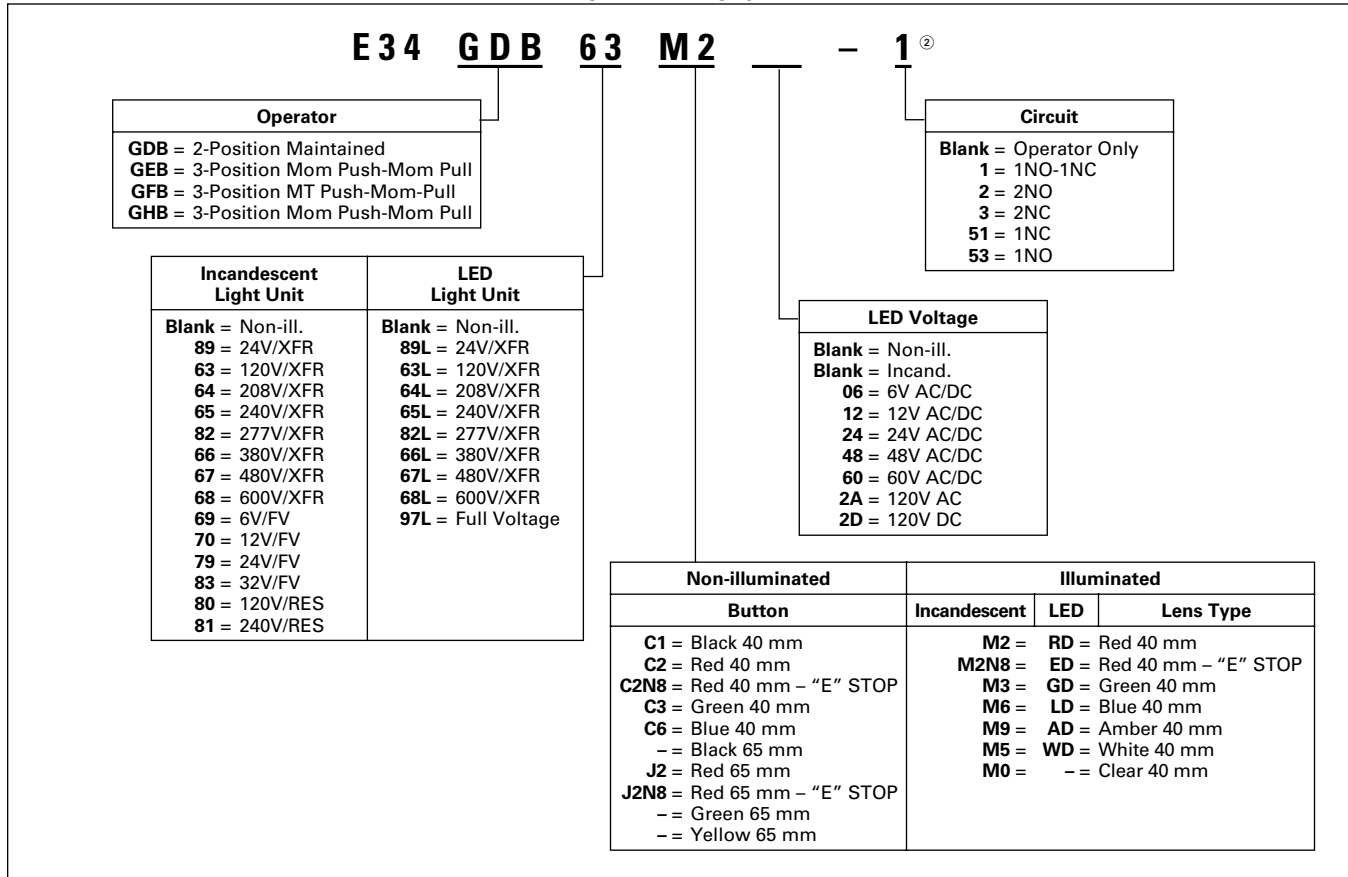 E34 GDB 63 M2 __ – 1 ②
Operator
GDB = 2-Position Maintained
GEB = 3-Position Mom Push-Mom Pull
GFB = 3-Position MT Push-Mom-Pull
GHB = 3-Position Mom Push-Mom Pull
Circuit
Blank = Operator Only
1 = 1NO-1NC
2 = 2NO
3 = 2NC
51 = 1NC
53 = 1NO
Incandescent
Light Unit
Blank = Non-ill.
89 = 24V/XFR
63 = 120V/XFR
64 = 208V/XFR
65 = 240V/XFR
82 = 277V/XFR
66 = 380V/XFR
67 = 480V/XFR
68 = 600V/XFR
69 = 6V/FV
70 = 12V/FV
79 = 24V/FV
83 = 32V/FV
80 = 120V/RES
81 = 240V/RES
LED
Light Unit
Blank = Non-ill.
89L = 24V/XFR
63L = 120V/XFR
64L = 208V/XFR
65L = 240V/XFR
82L = 277V/XFR
66L = 380V/XFR
67L = 480V/XFR
68L = 600V/XFR
97L = Full Voltage
LED Voltage
Blank = Non-ill.
Blank = Incand.
06 = 6V AC/DC
12 = 12V AC/DC
24 = 24V AC/DC
48 = 48V AC/DC
60 = 60V AC/DC
2A = 120V AC
2D = 120V DC
Non-illuminated
Button
C1 = Black 40 mm
C2 = Red 40 mm
C2N8 = Red 40 mm – “E” STOP
C3 = Green 40 mm
C6 = Blue 40 mm
– = Black 65 mm
J2 = Red 65 mm
J2N8 = Red 65 mm – “E” STOP
– = Green 65 mm
– = Yellow 65 mm
Illuminated
Incandescent LED Lens Type
M2 = RD = Red 40 mm
M2N8 = ED = Red 40 mm – “E” STOP
M3 = GD = Green 40 mm
M6 = LD = Blue 40 mm
M9 = AD = Amber 40 mm
M5 = WD = White 40 mm
M0 = – = Clear 40 mm